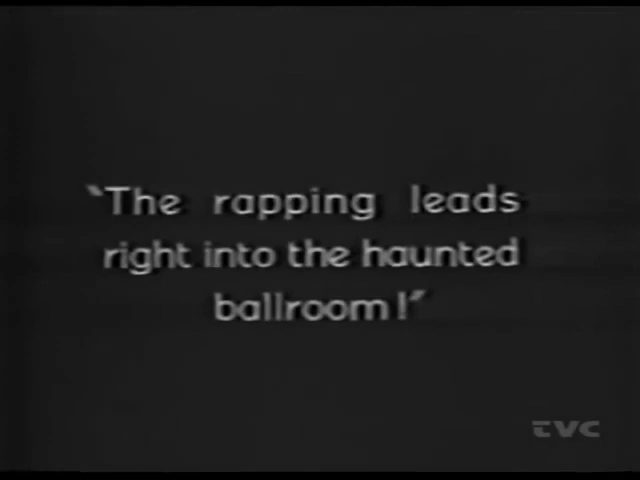 “The rapping leads
right into the haunted
ballroom!”
TVC